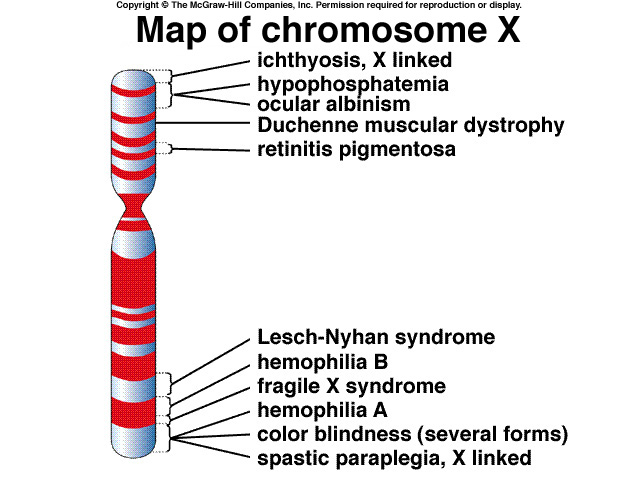 Copyright © The McGraw-Hill Companies, Inc. Permission required for reproduction or display.
Map of chromosome X
ichthyosis, X linked
hypophosphatemia
ocular albinism
Duchenne muscular dystrophy
retinitis pigmentosa
Lesch-Nyhan syndrome
hemophilia B
fragile X syndrome
hemophilia A
color blindness (several forms)
spastic paraplegia, X linked